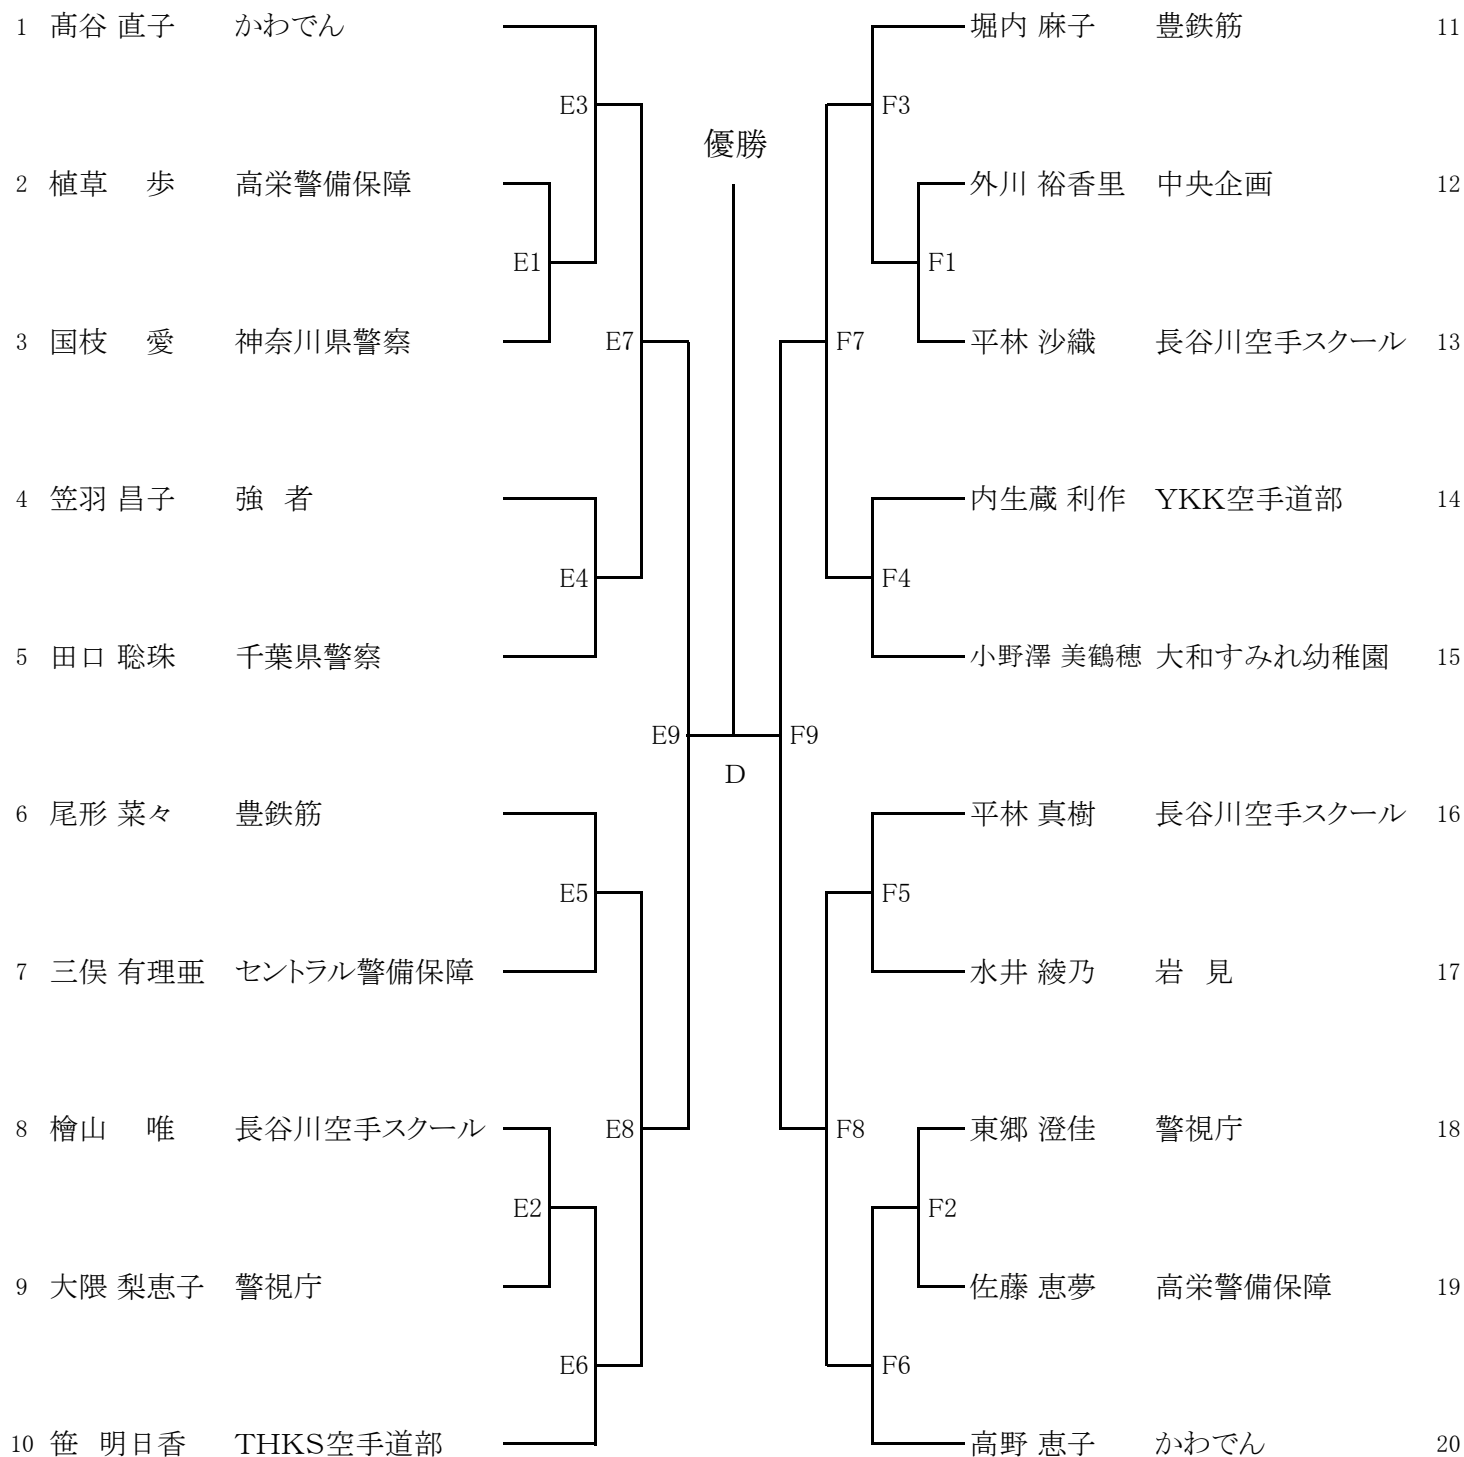 1 髙谷 直子 かわでん
堀内 麻子 豊鉄筋 11
E3
F3
優勝
2 植草 歩 高栄警備保障
外川 裕香里 中央企画 12
E1
F1
3 国枝 愛 神奈川県警察
E7
F7
平林 沙織 長谷川空手スクール 13
4 笠羽 昌子 強 者
内生蔵 利作 YKK空手道部 14
E4
F4
5 田口 聡珠 千葉県警察
小野澤 美鶴穂 大和すみれ幼稚園 15
E9
F9
D
6 尾形 菜々 豊鉄筋
平林 真樹 長谷川空手スクール 16
E5
F5
7 三俣 有理亜 セントラル警備保障
水井 綾乃 岩 見 17
8 檜山 唯 長谷川空手スクール
E8
F8
東郷 澄佳 警視庁 18
E2
F2
9 大隈 梨恵子 警視庁
佐藤 恵夢 高栄警備保障 19
E6
F6
10 笹 明日香 THKS空手道部
高野 恵子 かわでん 20